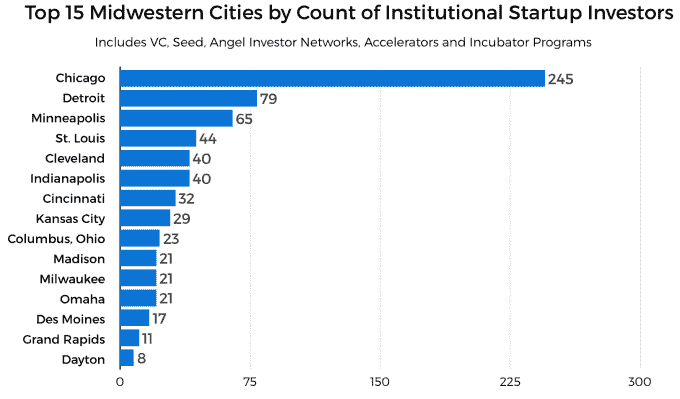 Top 15 Midwestern Cities by Count of Institutional Startup Investors
Includes VC, Seed, Angel Investor Networks, Accelerators and Incubator Programs
Chicago 245
Detroit 79
Minneapolis 65
St. Louis 44
Cleveland 40
Indianapolis 40
Cincinnati 32
Kansas City 29
Columbus, Ohio 23
Madison 21
Milwaukee 21
Omaha 21
Des Moines 17
Grand Rapids 11
Dayton 8
0 75 150 225 300